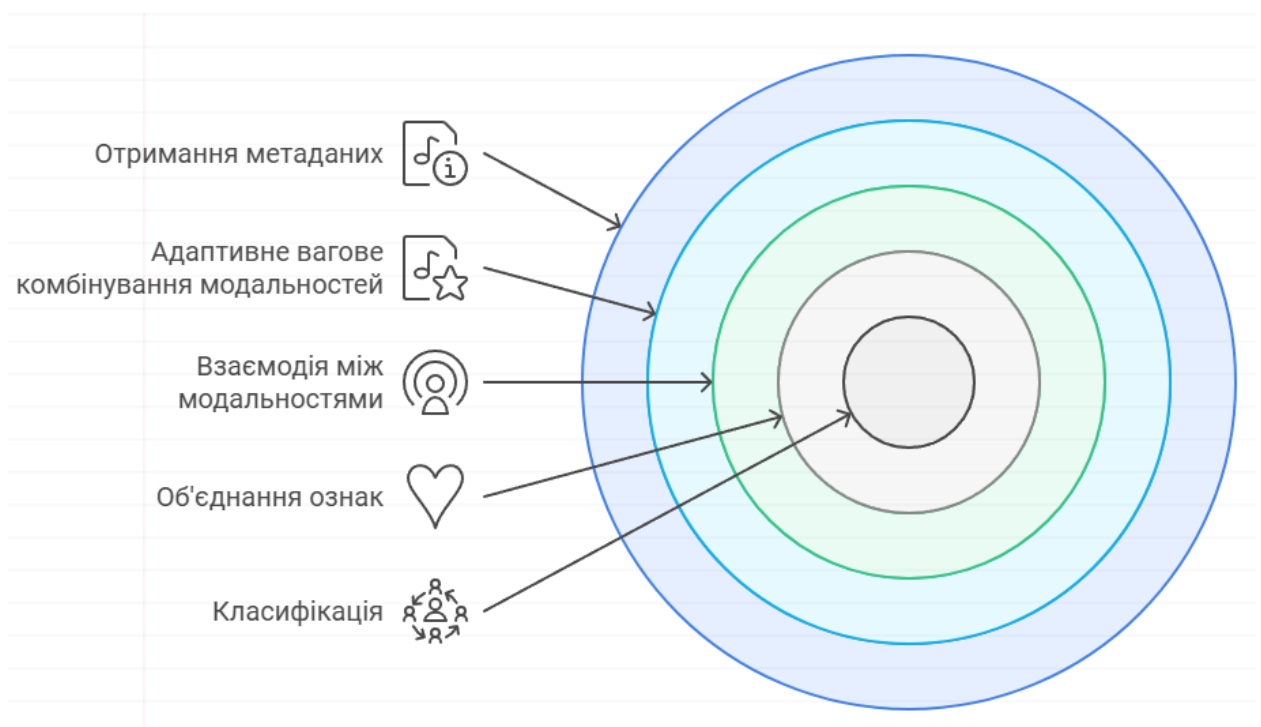 Отримання метаданих
Адаптивне вагове
комбінування модальностей
Взаємодія між
модальностями
Об'єднання ознак
Класифікація